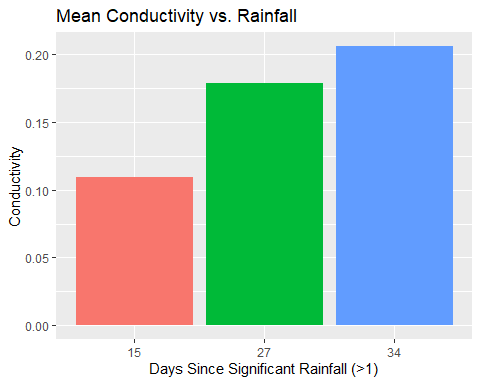 Mean Conductivity vs. Rainfall
0.20
0.15
0.10
0.05
0.00
Conductivity
15 27 34
Days Since Significant Rainfall (>1)